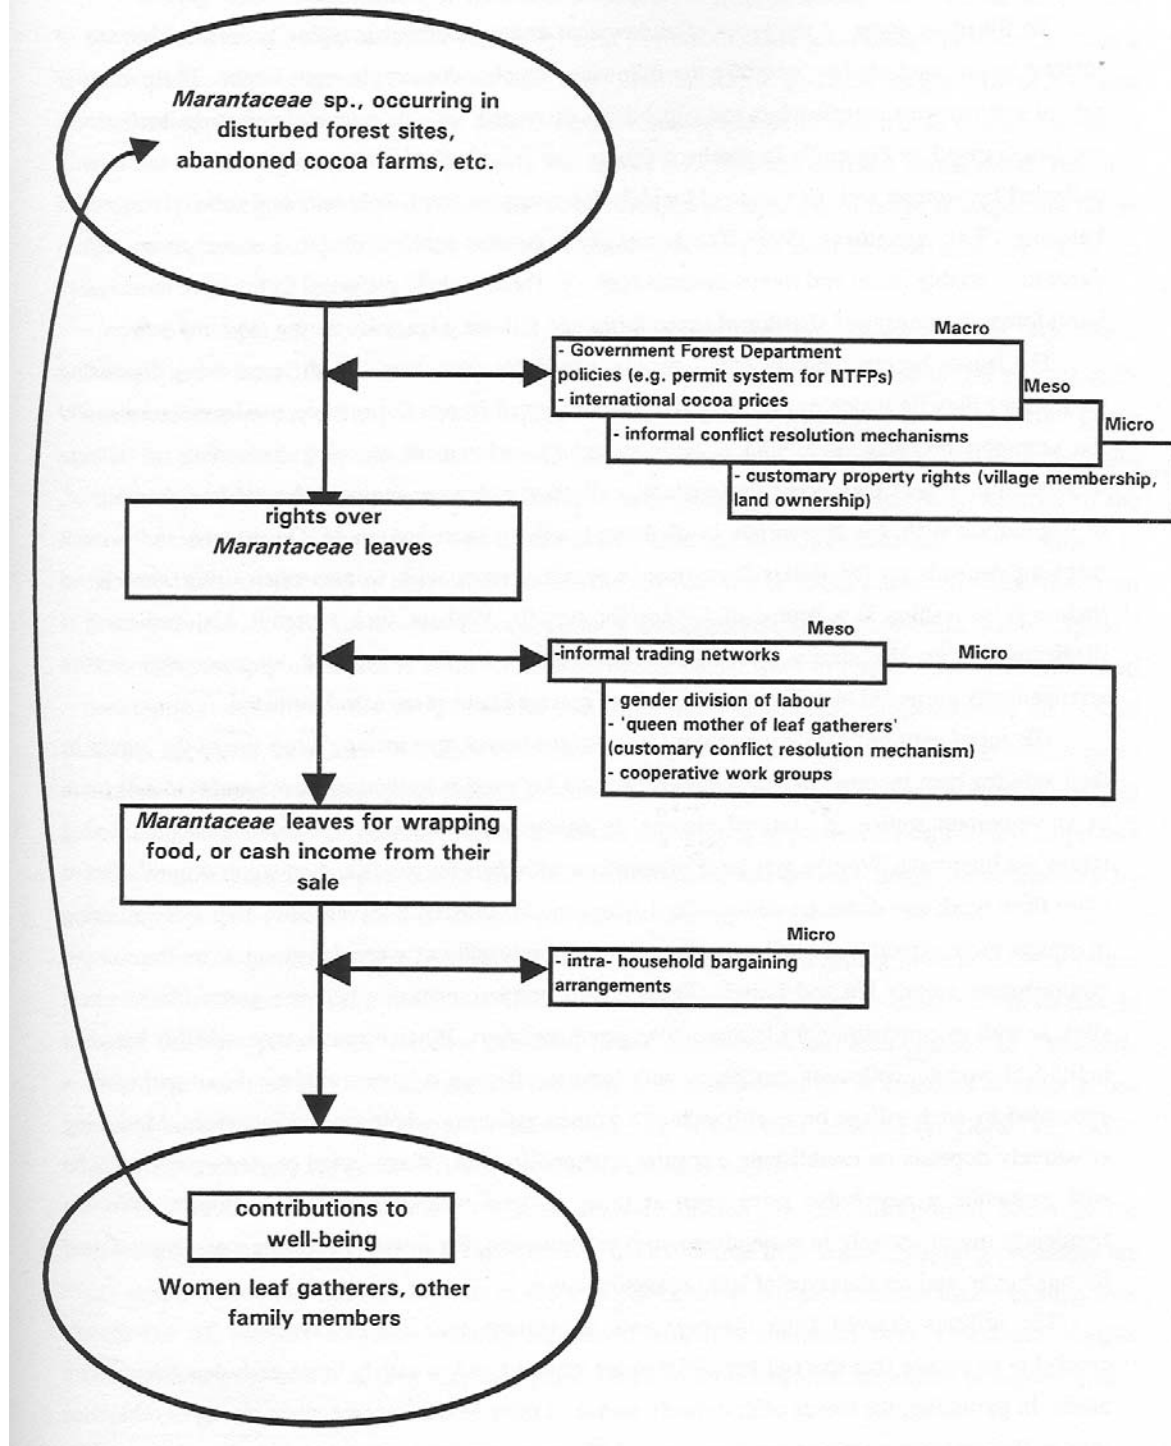 Marantaceae sp., occurring in
disturbed forest sites,
abandoned cocoa farms, etc.
Macro
- Government Forest Department
policies (e.g. permit system for NTFPs)
- international cocoa prices
Meso
- informal conflict resolution mechanisms
Micro
- customary property rights (village membership,
land ownership)
rights over
Marantaceae leaves
Meso
-informal trading networks
Micro
- gender division of labour
- 'queen mother of leaf gatherers'
(customary conflict resolution mechanism)
- cooperative work groups
Marantaceae leaves for wrapping
food, or cash income from their
sale
Micro
- intra- household bargaining
arrangements
contributions to
well-being
Women leaf gatherers, other
family members